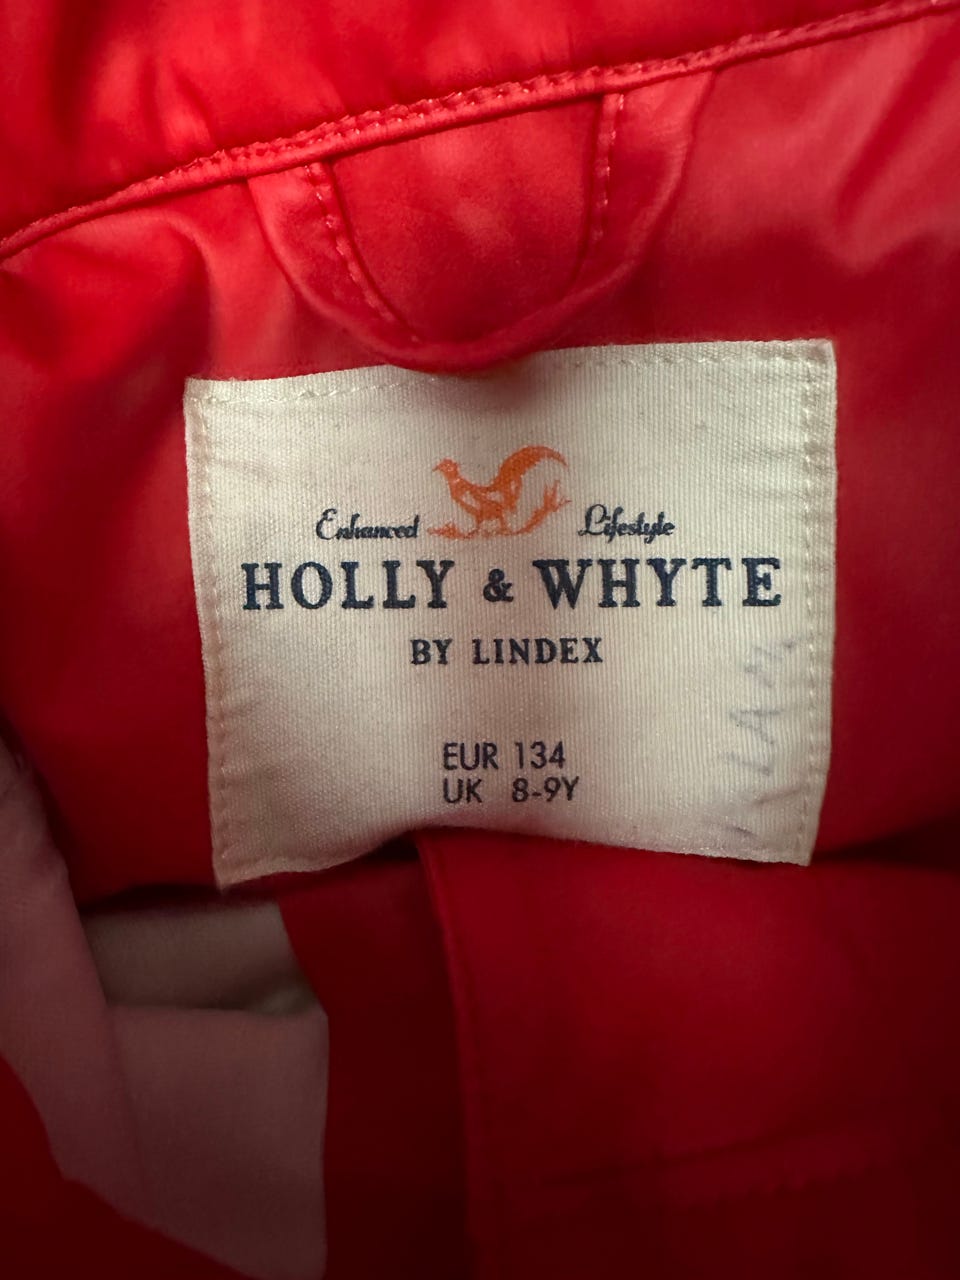 Enhanced Lifestyle
HOLLY & WHYTE
BY LINDEX
EUR 134
UK 8-9Y